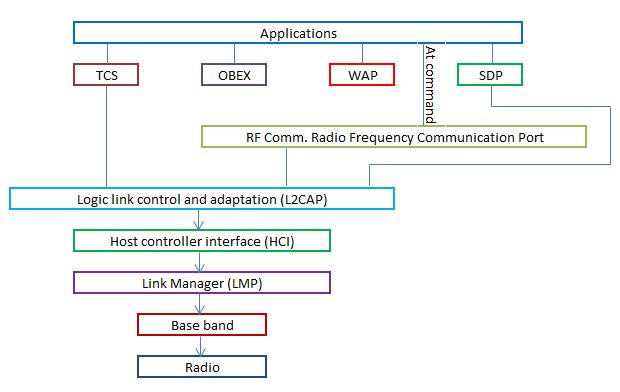 Applications
TCS
OBEX
WAP
At command
SDP
RF Comm. Radio Frequency Communication Port
Logic link control and adaptation (L2CAP)
Host controller interface (HCI)
Link Manager (LMP)
Base band
Radio